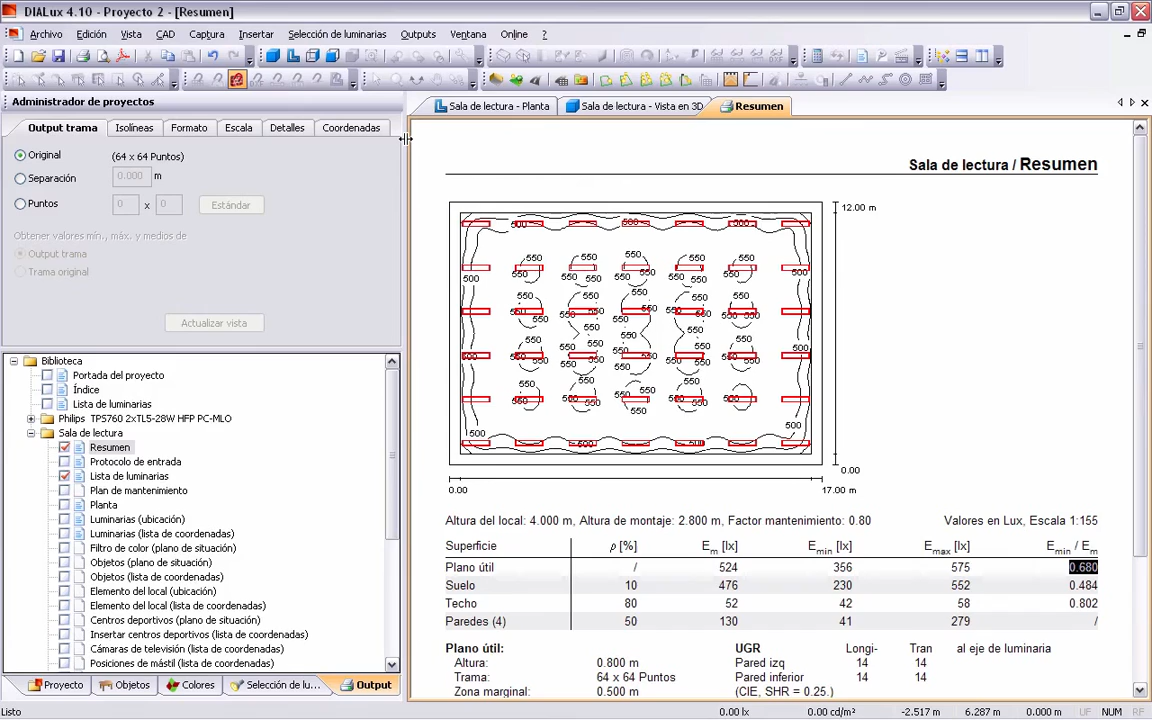 DIALux 4.10 - Proyecto 2 - [Resumen]
Archivo Edición Vista CAD Captura Insertar Selección de luminarias Outputs Ventana Online ?
Administrador de proyectos
Output trama Isolíneas Formato Escala Detalles Coordenadas
Original (64 x 64 Puntos)
Separación 0.000 m
Puntos 0 x 0 Estándar
Obtener valores mín., máx. y medios de
Output trama
Trama original
Actualizar vista
Biblioteca
Portada del proyecto
Índice
Lista de luminarias
Philips TPS760 2xTL5-28W HFP PC-MLO
Sala de lectura
Resumen
Protocolo de entrada
Lista de luminarias
Plan de mantenimiento
Planta
Luminarias (ubicación)
Luminarias (lista de coordenadas)
Filtro de color (plano de situación)
Objetos (plano de situación)
Objetos (lista de coordenadas)
Elemento del local (ubicación)
Elemento del local (lista de coordenadas)
Centros deportivos (plano de situación)
Insertar centros deportivos (lista de coordenadas)
Cámaras de televisión (lista de coordenadas)
Posiciones de mástil (lista de coordenadas)
Proyecto Objetos Colores Selección de lu... Output
Sala de lectura - Planta Sala de lectura - Vista en 3D Resumen
Sala de lectura / Resumen
12.00 m
0.00
0.00 17.00 m
Altura del local: 4.000 m, Altura de montaje: 2.800 m, Factor mantenimiento: 0.80 Valores en Lux, Escala 1:155
Superficie ρ [%] Em [lx] Emin [lx] Emax [lx] Emin / Em
Plano útil / 524 356 575 0.680
Suelo 10 476 230 552 0.484
Techo 80 52 42 58 0.802
Paredes (4) 50 130 41 279 /
Plano útil: UGR Longi- Tran al eje de luminaria
Altura: 0.800 m Pared izq 14 14
Trama: 64 x 64 Puntos Pared inferior 14 14
Zona marginal: 0.500 m (CIE, SHR = 0.25.)
Listo 0.00 lx 0.00 cd/m² -2.517 m 6.287 m 0.000 m UF NUM RF